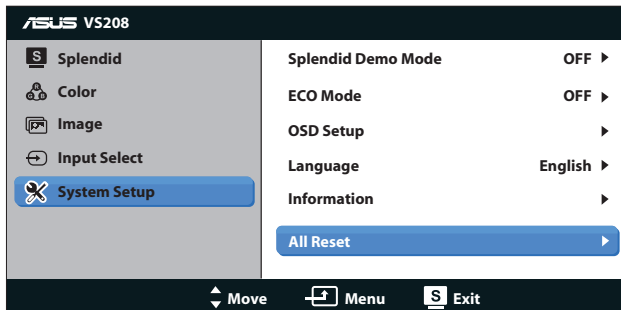 ASUS VS208
S Splendid
Color
Image
Input Select
System Setup
Splendid Demo Mode OFF
ECO Mode OFF
OSD Setup
Language English
Information
All Reset
Move Menu S Exit